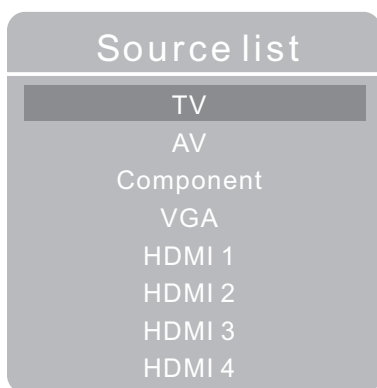 Source list
TV
AV
Component
VGA
HDMI 1
HDMI 2
HDMI 3
HDMI 4